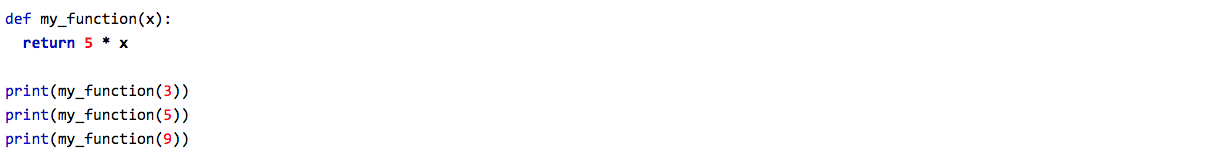 def my_function(x):
  return 5 * x

print(my_function(3))
print(my_function(5))
print(my_function(9))